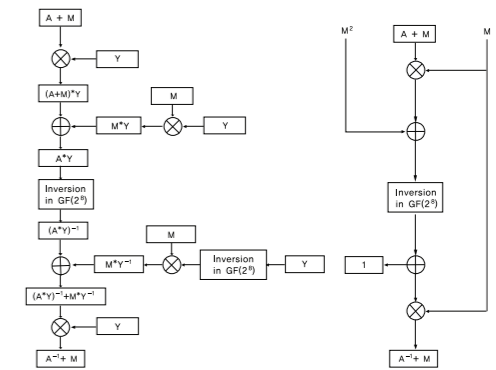 A + M
Y
(A+M)*Y
M
M*Y
Y
A*Y
Inversion
in GF(2⁸)
(A*Y)⁻¹
M
M*Y⁻¹
Inversion
in GF(2⁸)
Y
(A*Y)⁻¹+M*Y⁻¹
Y
A⁻¹+ M
M²
A + M
M
Inversion
in GF(2⁸)
1
A⁻¹+ M